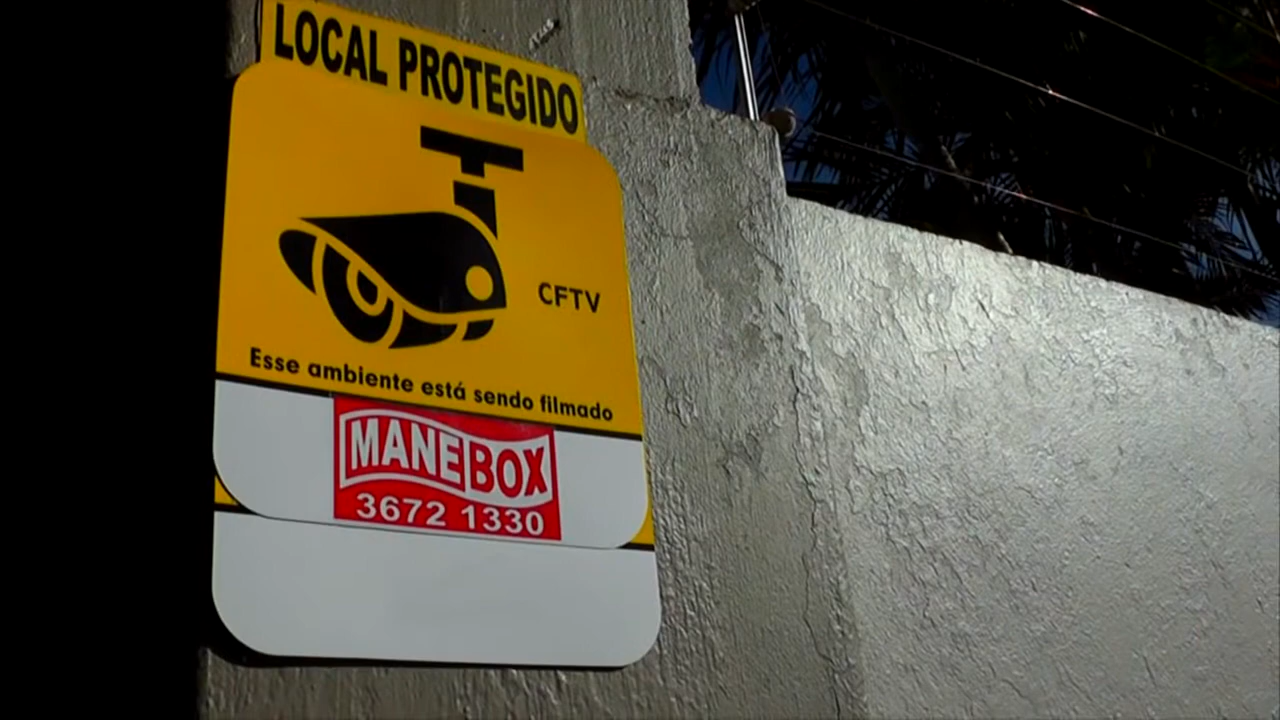 LOCAL PROTEGIDO
CFTV
Esse ambiente está sendo filmado
MANEBOX
3672 1330